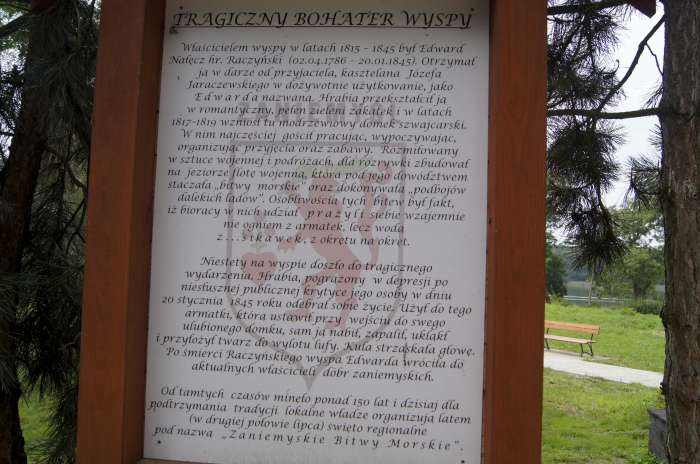 TRAGICZNY BOHATER WYSPY
Właścicielem wyspy w latach 1815 - 1845 był Edward
Nałęcz hr. Raczyński (02.04.1786 - 20.01.1845). Otrzymał
ją w darze od przyjaciela, kasztelana Józefa
Jaraczewskiego w dożywotnie użytkowanie, jako
Edwarda nazwana. Hrabia przekształcił ją
w romantyczny, pełen zieleni zakątek i w latach
1817-1819 wzniósł tu modrzewiowy domek szwajcarski.
W nim najczęściej gościł pracując, wypoczywając,
organizując przyjęcia oraz zabawy. Rozmiłowany
w sztuce wojennej i podróżach, dla rozrywki zbudował
na jeziorze flotę wojenną, która pod jego dowództwem
staczała „bitwy morskie" oraz dokonywała „podbojów
dalekich lądów". Osobliwością tych bitew był fakt,
iż biorący w nich udział prażyli siebie wzajemnie
nie ogniem z armatek, lecz wodą
z...sikawek, z okrętu na okręt.
Niestety na wyspie doszło do tragicznego
wydarzenia. Hrabia, pogrążony w depresji po
niesłusznej publicznej krytyce jego osoby w dniu
20 stycznia 1845 roku odebrał sobie życie. Użył do tego
armatki, którą ustawił przy wejściu do swego
ulubionego domku, sam ją nabił, zapalił, ukląkł
i przyłożył twarz do wylotu lufy. Kula strzaskała głowę.
Po śmierci Raczyńskiego wyspa Edwarda wróciła do
aktualnych właścicieli dóbr zaniemyskich.
Od tamtych czasów minęło ponad 150 lat i dzisiaj dla
podtrzymania tradycji lokalne władze organizują latem
(w drugiej połowie lipca) święto regionalne
pod nazwą „Zaniemyskie Bitwy Morskie".